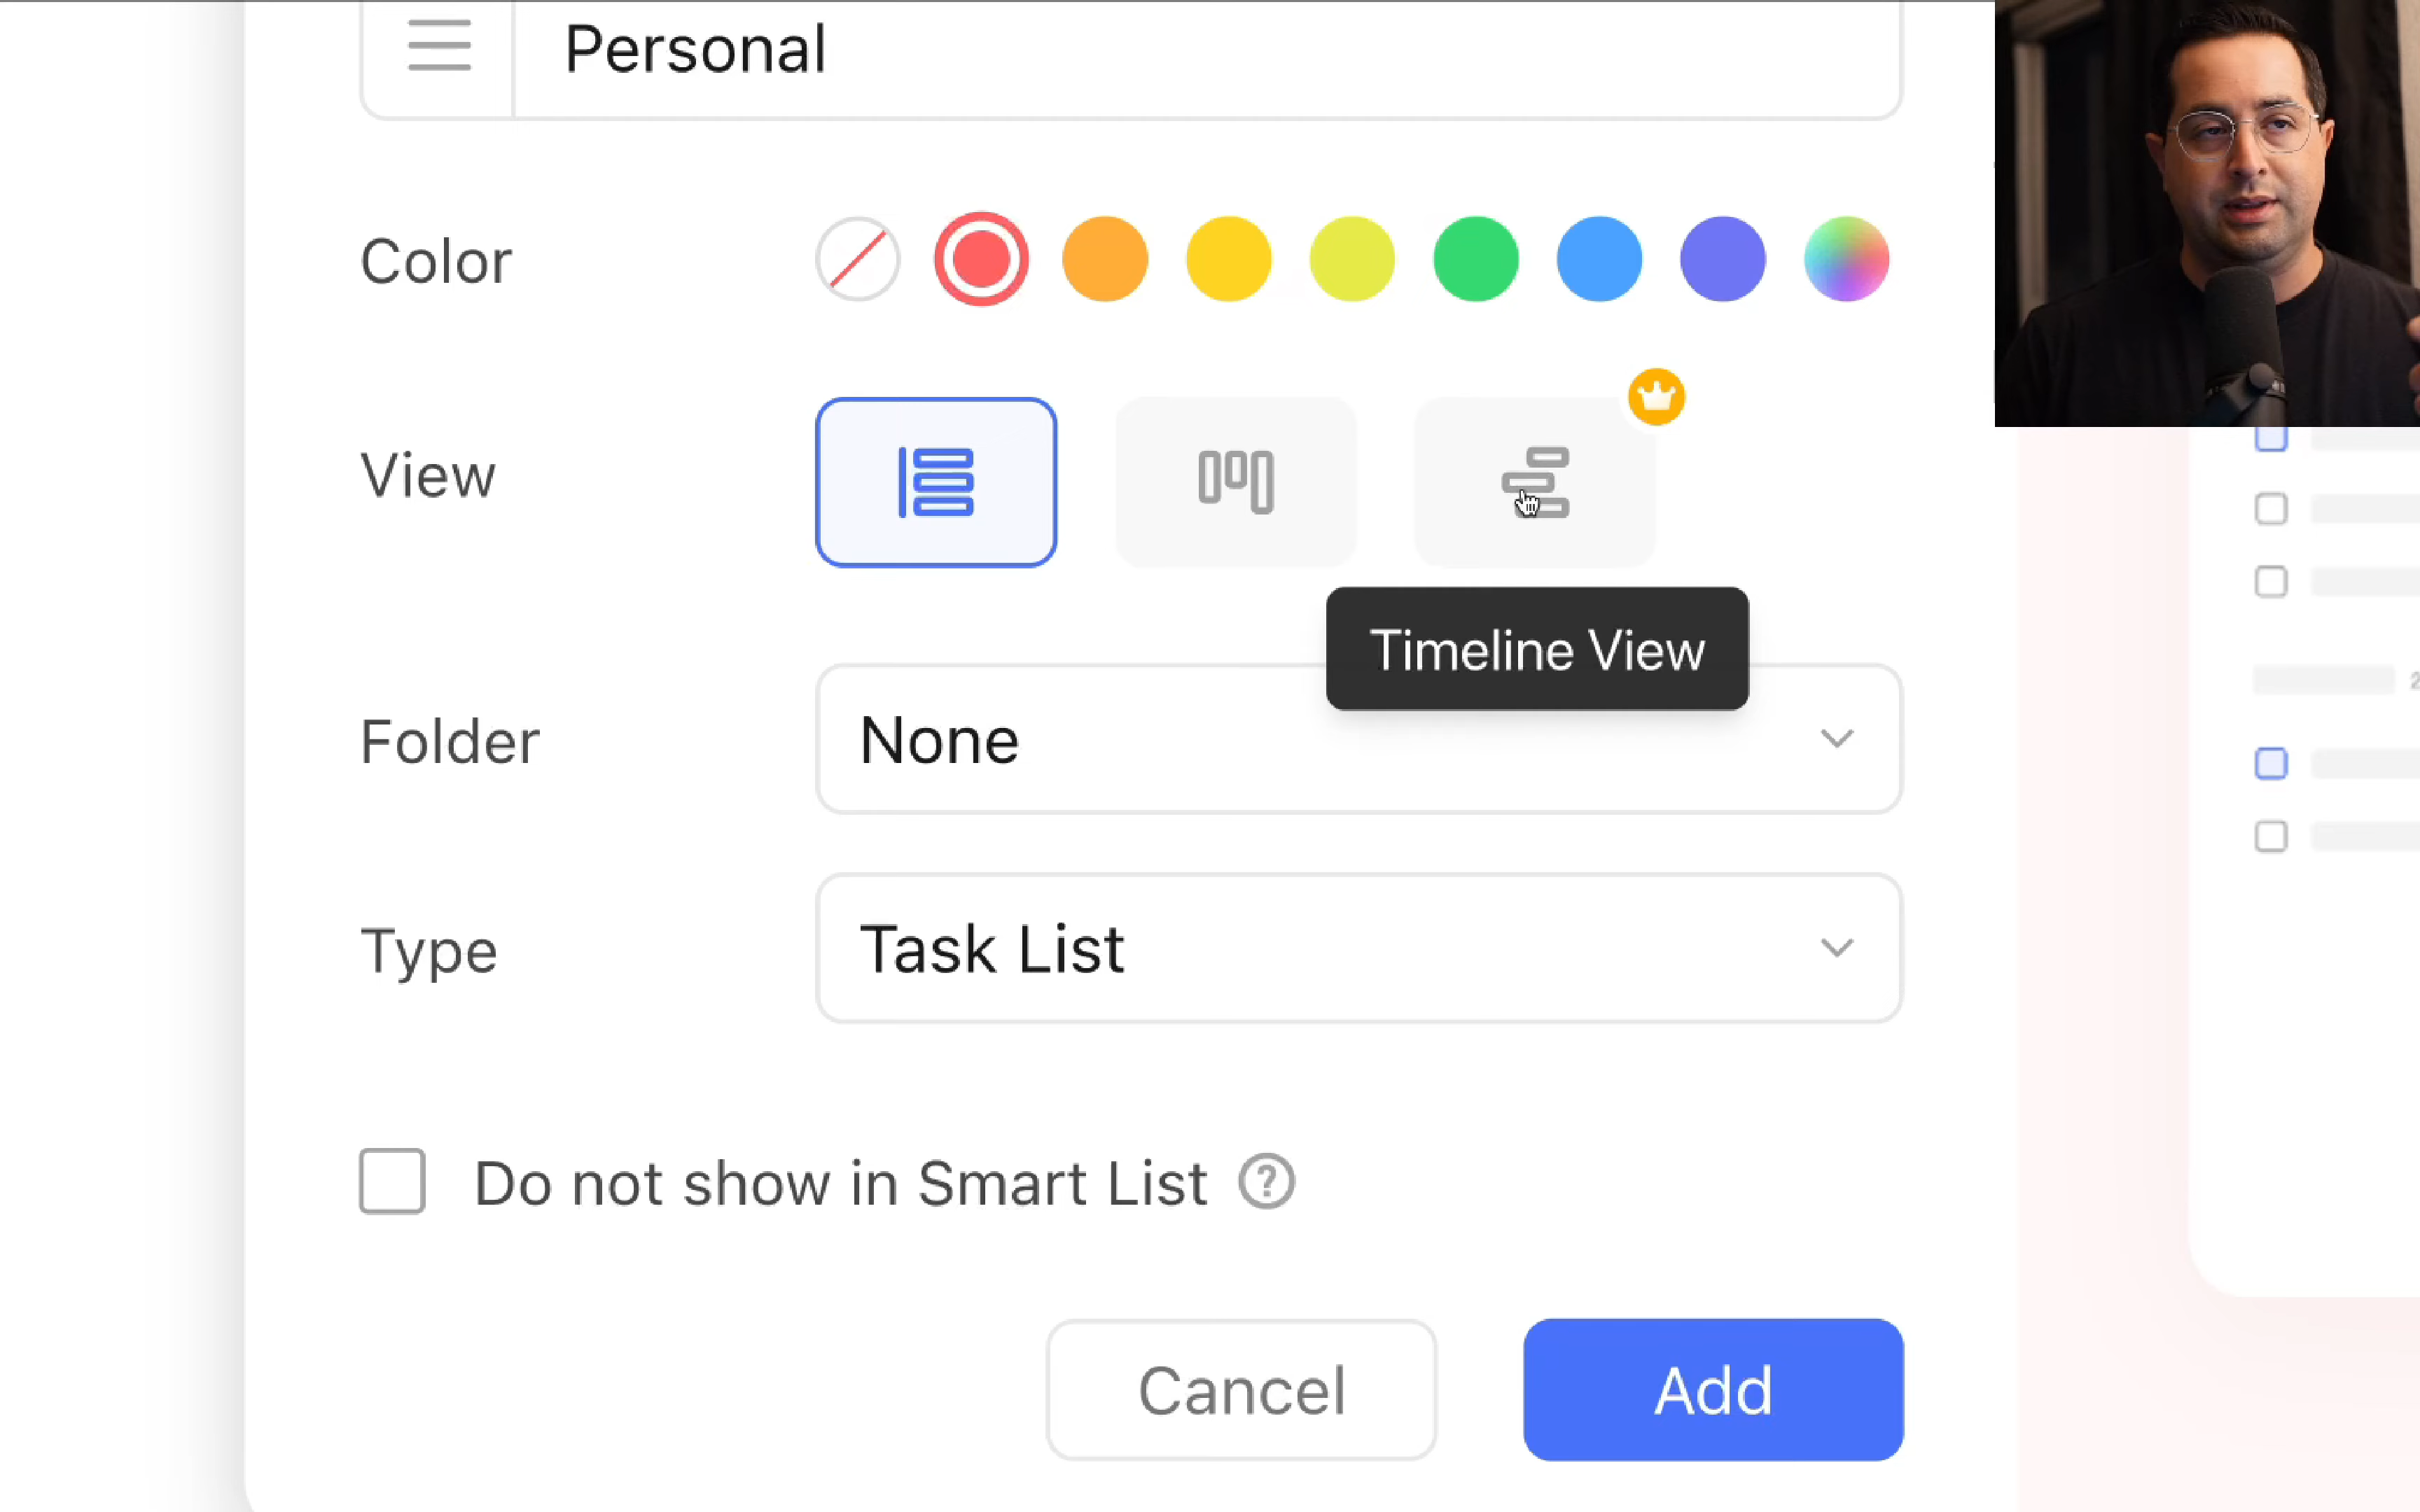 Personal
Color
View
Timeline View
Folder
None
Type
Task List
Do not show in Smart List ?
Cancel
Add